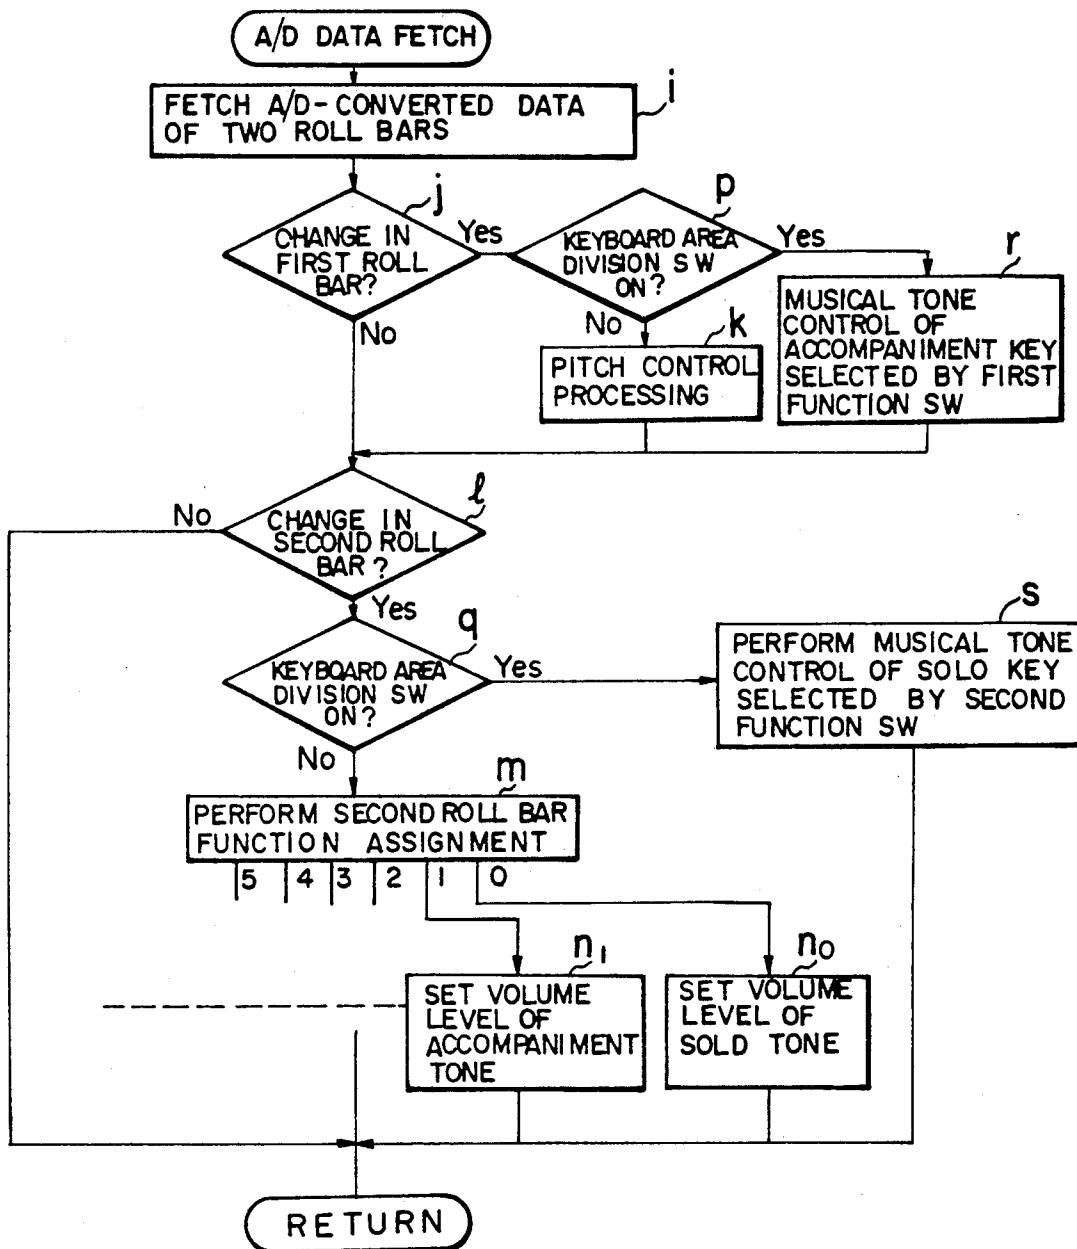 A/D DATA FETCH
i
FETCH A/D-CONVERTED DATA
OF TWO ROLL BARS
j
CHANGE IN
FIRST ROLL
BAR?
Yes
No
p
KEYBOARD AREA
DIVISION SW
ON?
Yes
No
r
MUSICAL TONE
CONTROL OF
ACCOMPANIMENT KEY
SELECTED BY FIRST
FUNCTION SW
k
PITCH CONTROL
PROCESSING
ℓ
CHANGE IN
SECOND ROLL
BAR?
No
Yes
q
KEYBOARD AREA
DIVISION SW
ON?
Yes
No
s
PERFORM MUSICAL TONE
CONTROL OF SOLO KEY
SELECTED BY SECOND
FUNCTION SW
m
PERFORM SECOND ROLL BAR
FUNCTION ASSIGNMENT
5 4 3 2 1 0
n1
SET VOLUME
LEVEL OF
ACCOMPANIMENT
TONE
n0
SET VOLUME
LEVEL OF
SOLD TONE
RETURN